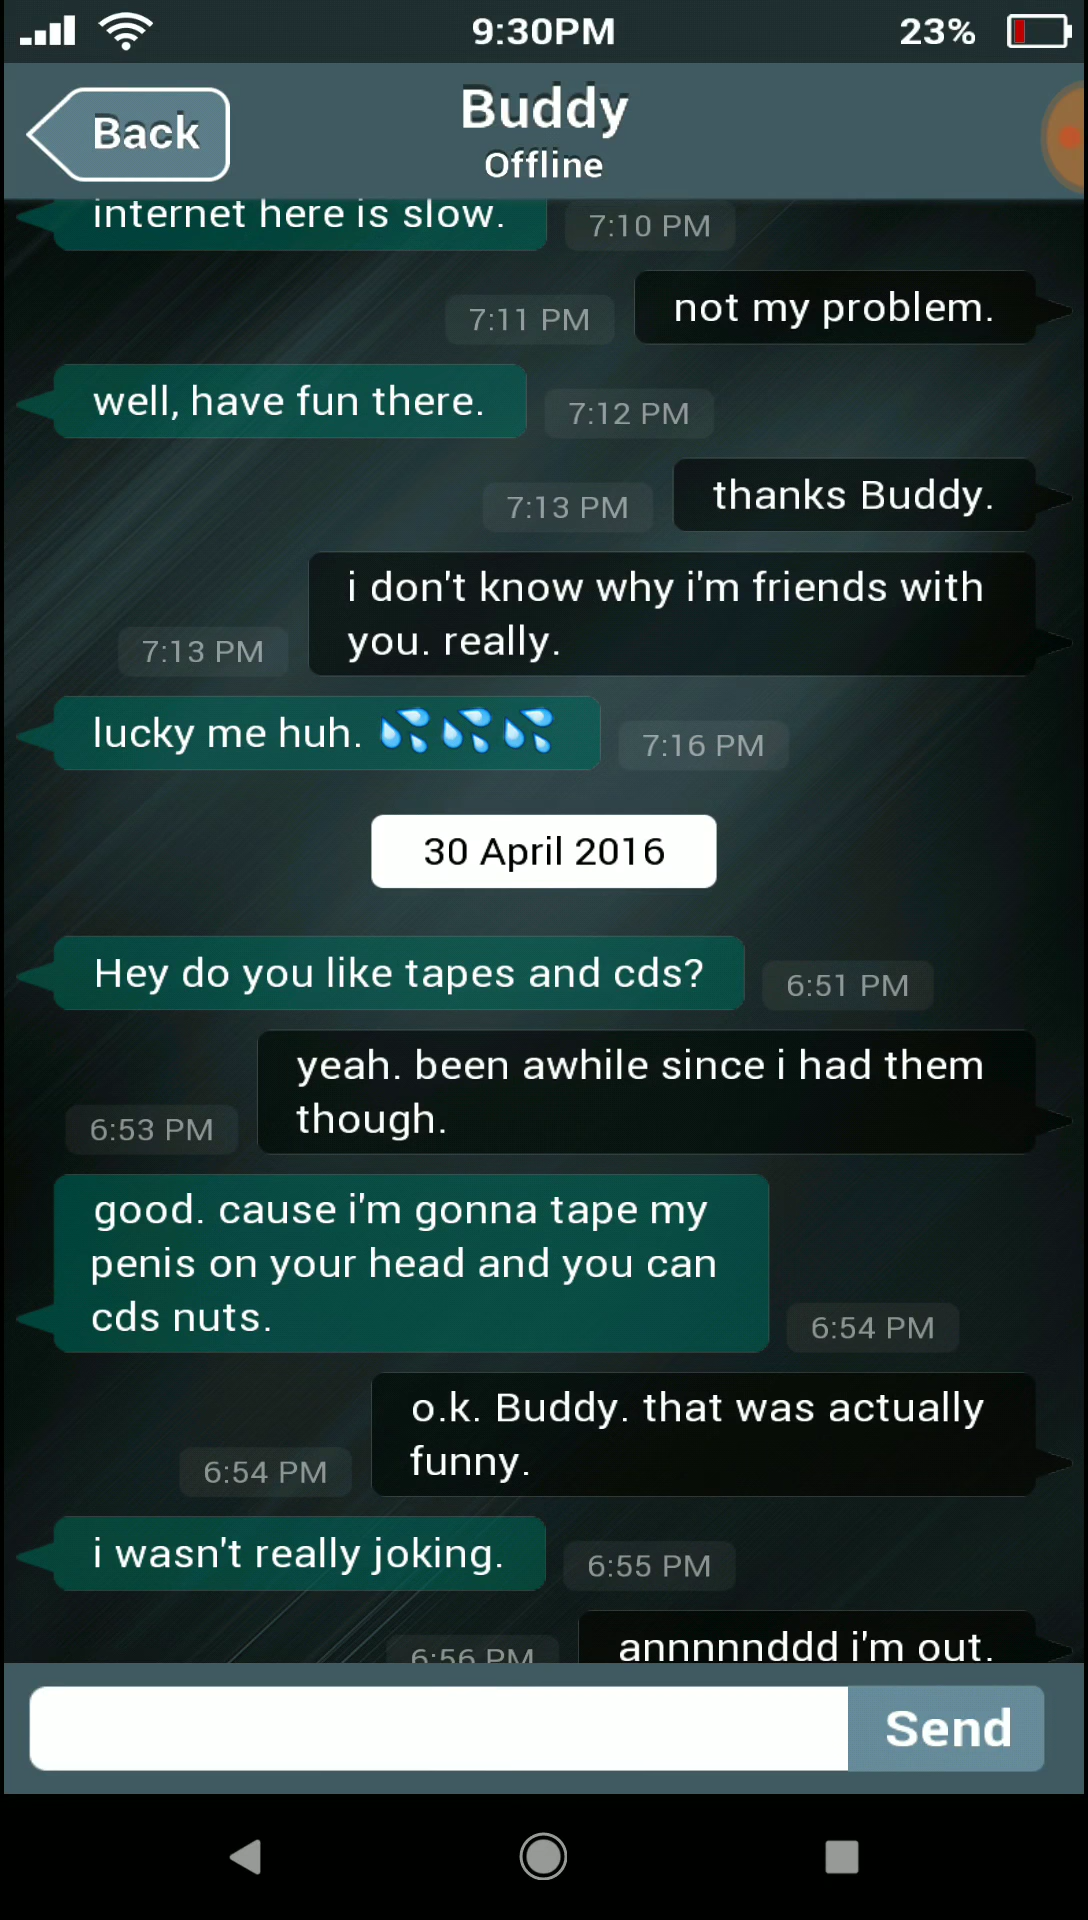 9:30PM
23%
Back
Buddy
Offline
internet here is slow.
7:10 PM
not my problem.
7:11 PM
well, have fun there.
7:12 PM
thanks Buddy.
7:13 PM
i don't know why i'm friends with
you. really.
7:13 PM
lucky me huh. 💦💦💦
7:16 PM
30 April 2016
Hey do you like tapes and cds?
6:51 PM
yeah. been awhile since i had them
though.
6:53 PM
good. cause i'm gonna tape my
penis on your head and you can
cds nuts.
6:54 PM
o.k. Buddy. that was actually
funny.
6:54 PM
i wasn't really joking.
6:55 PM
annnnnddd i'm out.
6:56 PM
Send